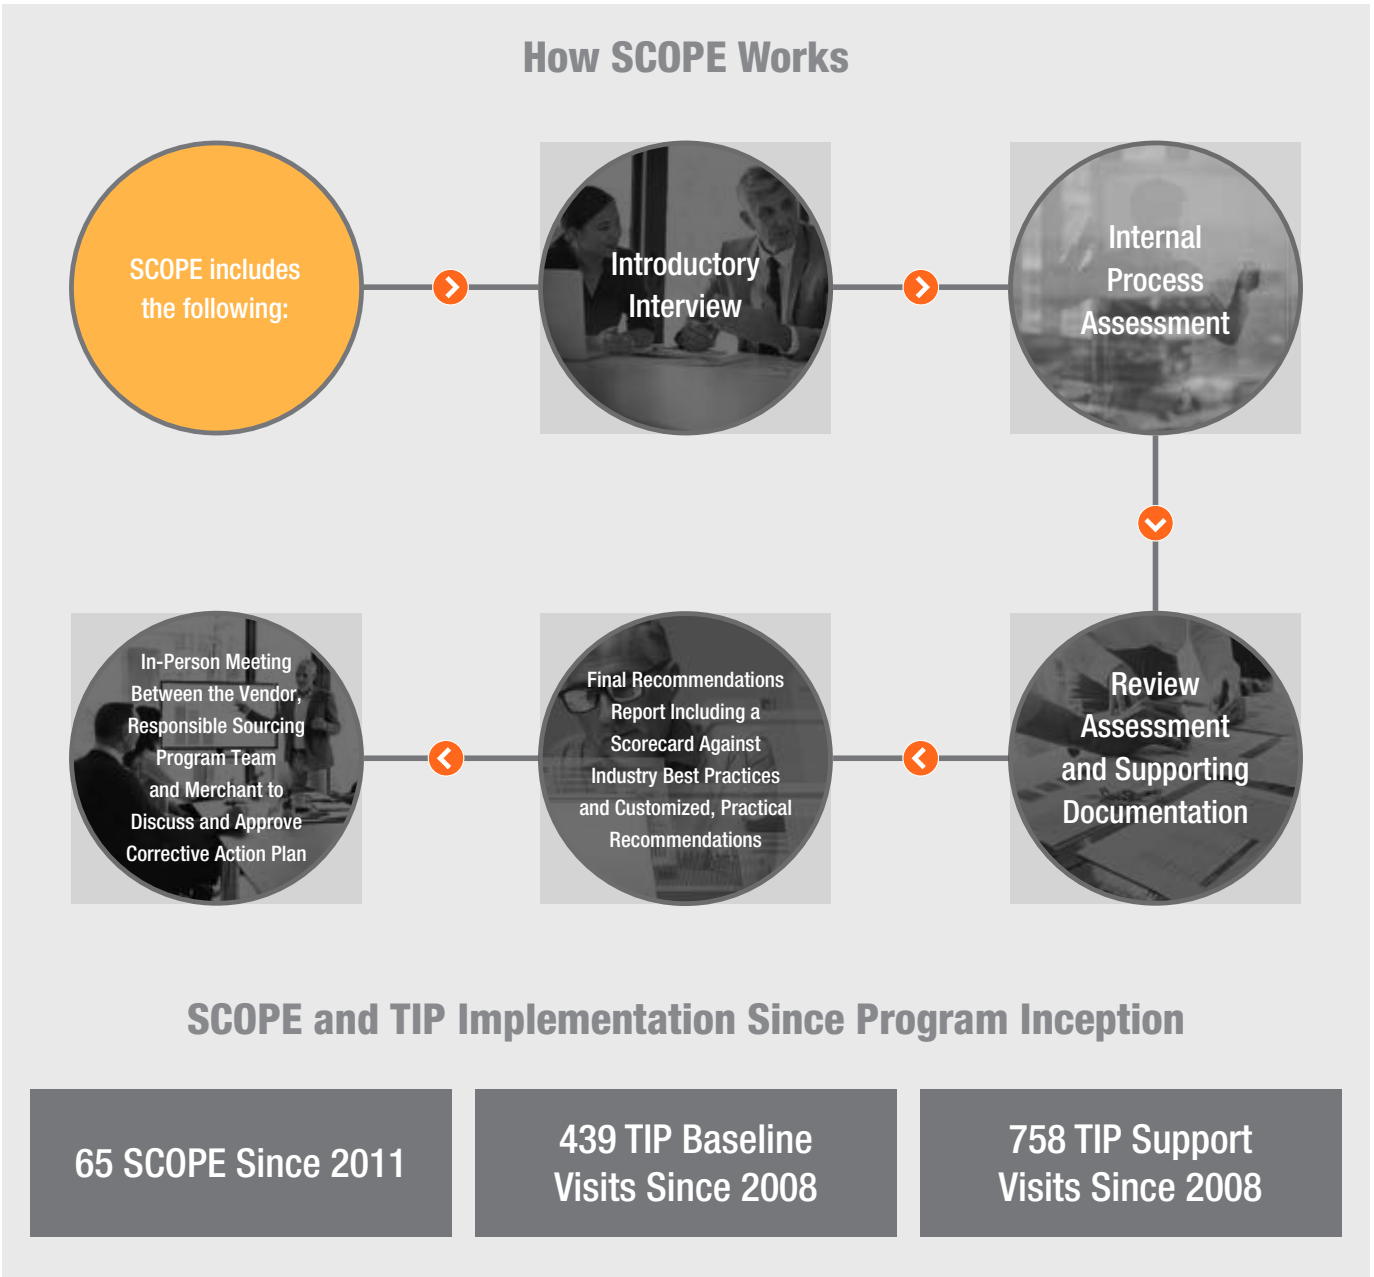 How SCOPE Works
SCOPE includes
the following:
Introductory
Interview
Internal
Process
Assessment
Review
Assessment
and Supporting
Documentation
Final Recommendations
Report Including a
Scorecard Against
Industry Best Practices
and Customized, Practical
Recommendations
In-Person Meeting
Between the Vendor,
Responsible Sourcing
Program Team
and Merchant to
Discuss and Approve
Corrective Action Plan
SCOPE and TIP Implementation Since Program Inception
65 SCOPE Since 2011
439 TIP Baseline
Visits Since 2008
758 TIP Support
Visits Since 2008